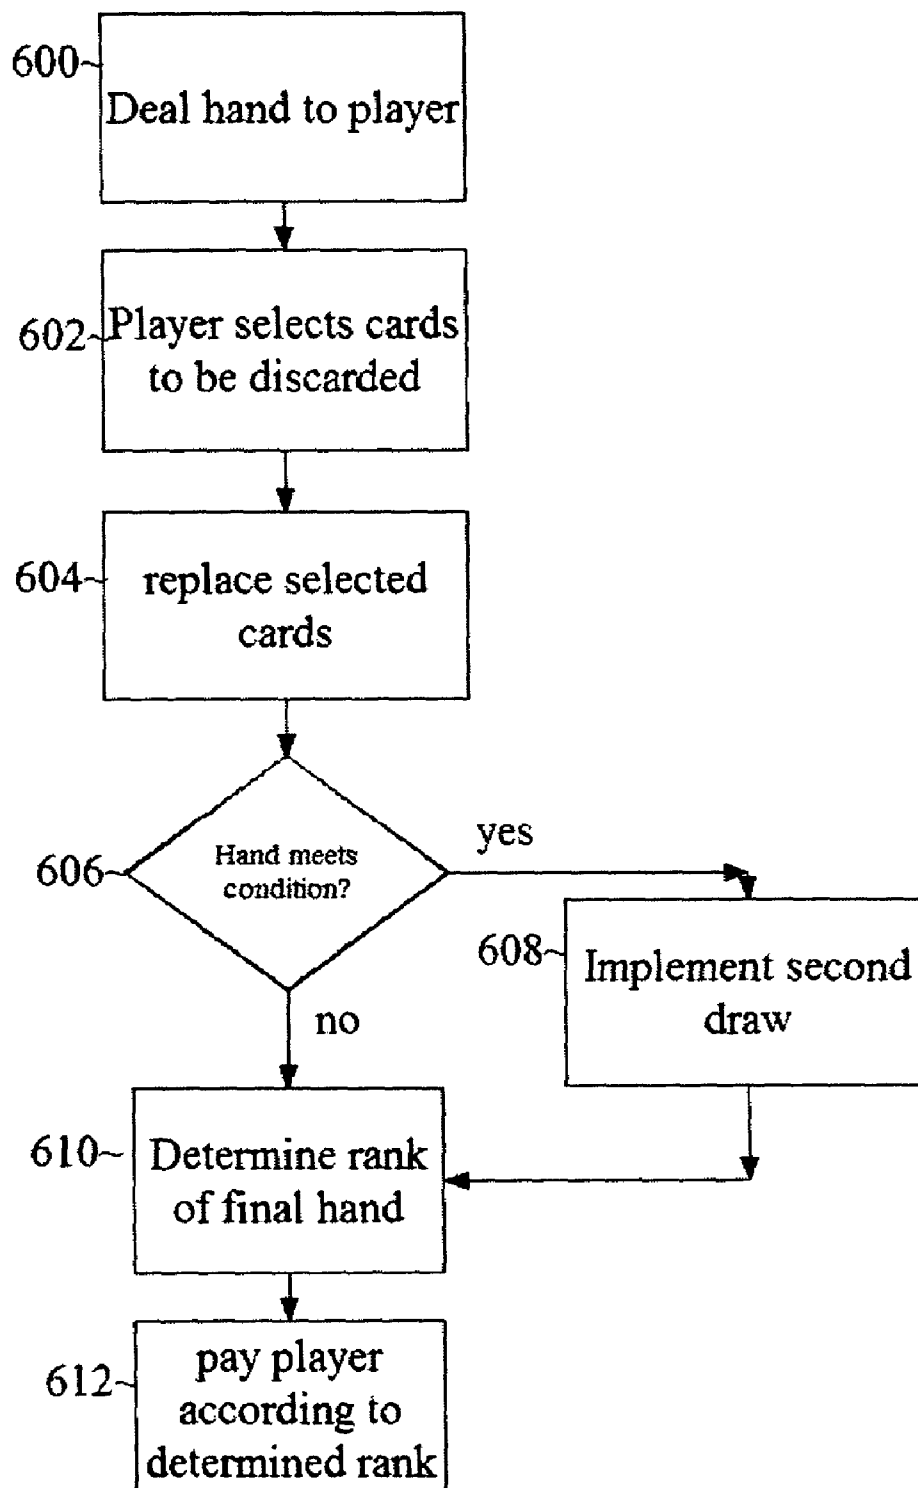 600
Deal hand to player
602
Player selects cards
to be discarded
604
replace selected
cards
606
Hand meets
condition?
yes
608
Implement second
draw
no
610
Determine rank
of final hand
612
pay player
according to
determined rank